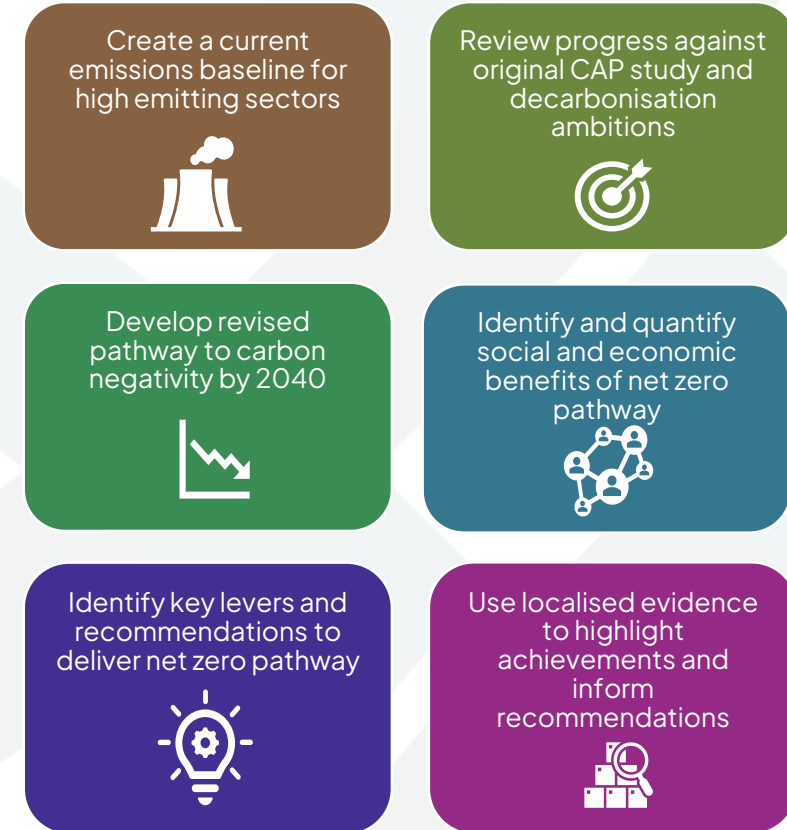 Create a current
emissions baseline for
high emitting sectors
Review progress against
original CAP study and
decarbonisation
ambitions
Develop revised
pathway to carbon
negativity by 2040
Identify and quantify
social and economic
benefits of net zero
pathway
Identify key levers and
recommendations to
deliver net zero pathway
Use localised evidence
to highlight
achievements and
inform
recommendations